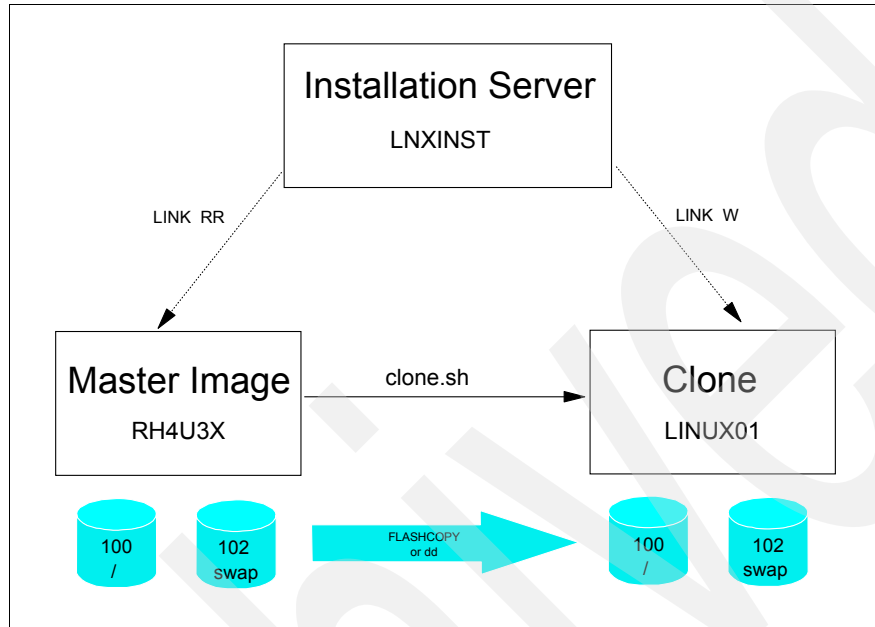 Installation Server
LNXINST
LINK RR
LINK W
Master Image
RH4U3X
clone.sh
Clone
LINUX01
100
/
102
swap
FLASHCOPY
or dd
100
/
102
swap